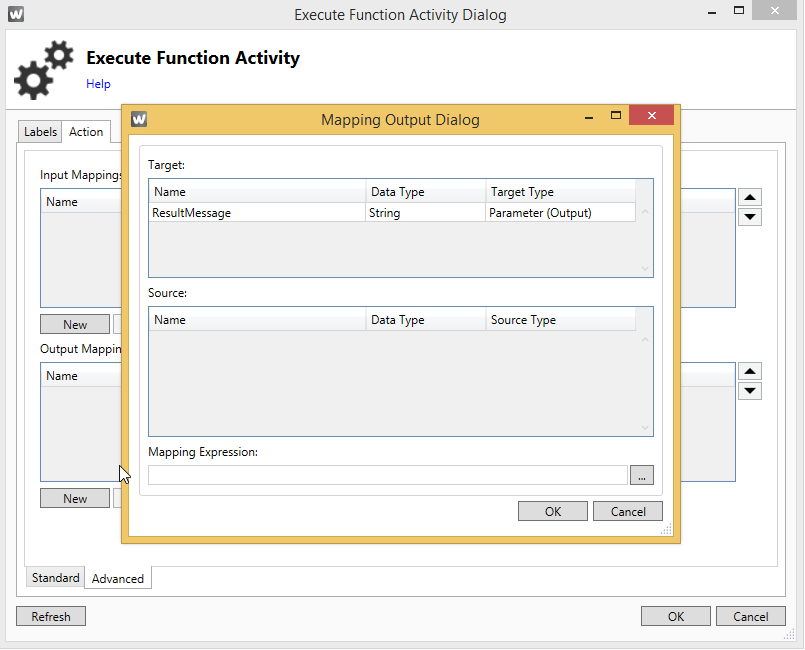 W
Execute Function Activity Dialog
Execute Function Activity
Help
W
Mapping Output Dialog
Labels
Action
Input Mappings
Name
New
Output Mappin
Name
New
Target:
Name Data Type Target Type
ResultMessage String Parameter (Output)
Source:
Name Data Type Source Type
Mapping Expression:
...
OK Cancel
Standard Advanced
Refresh OK Cancel